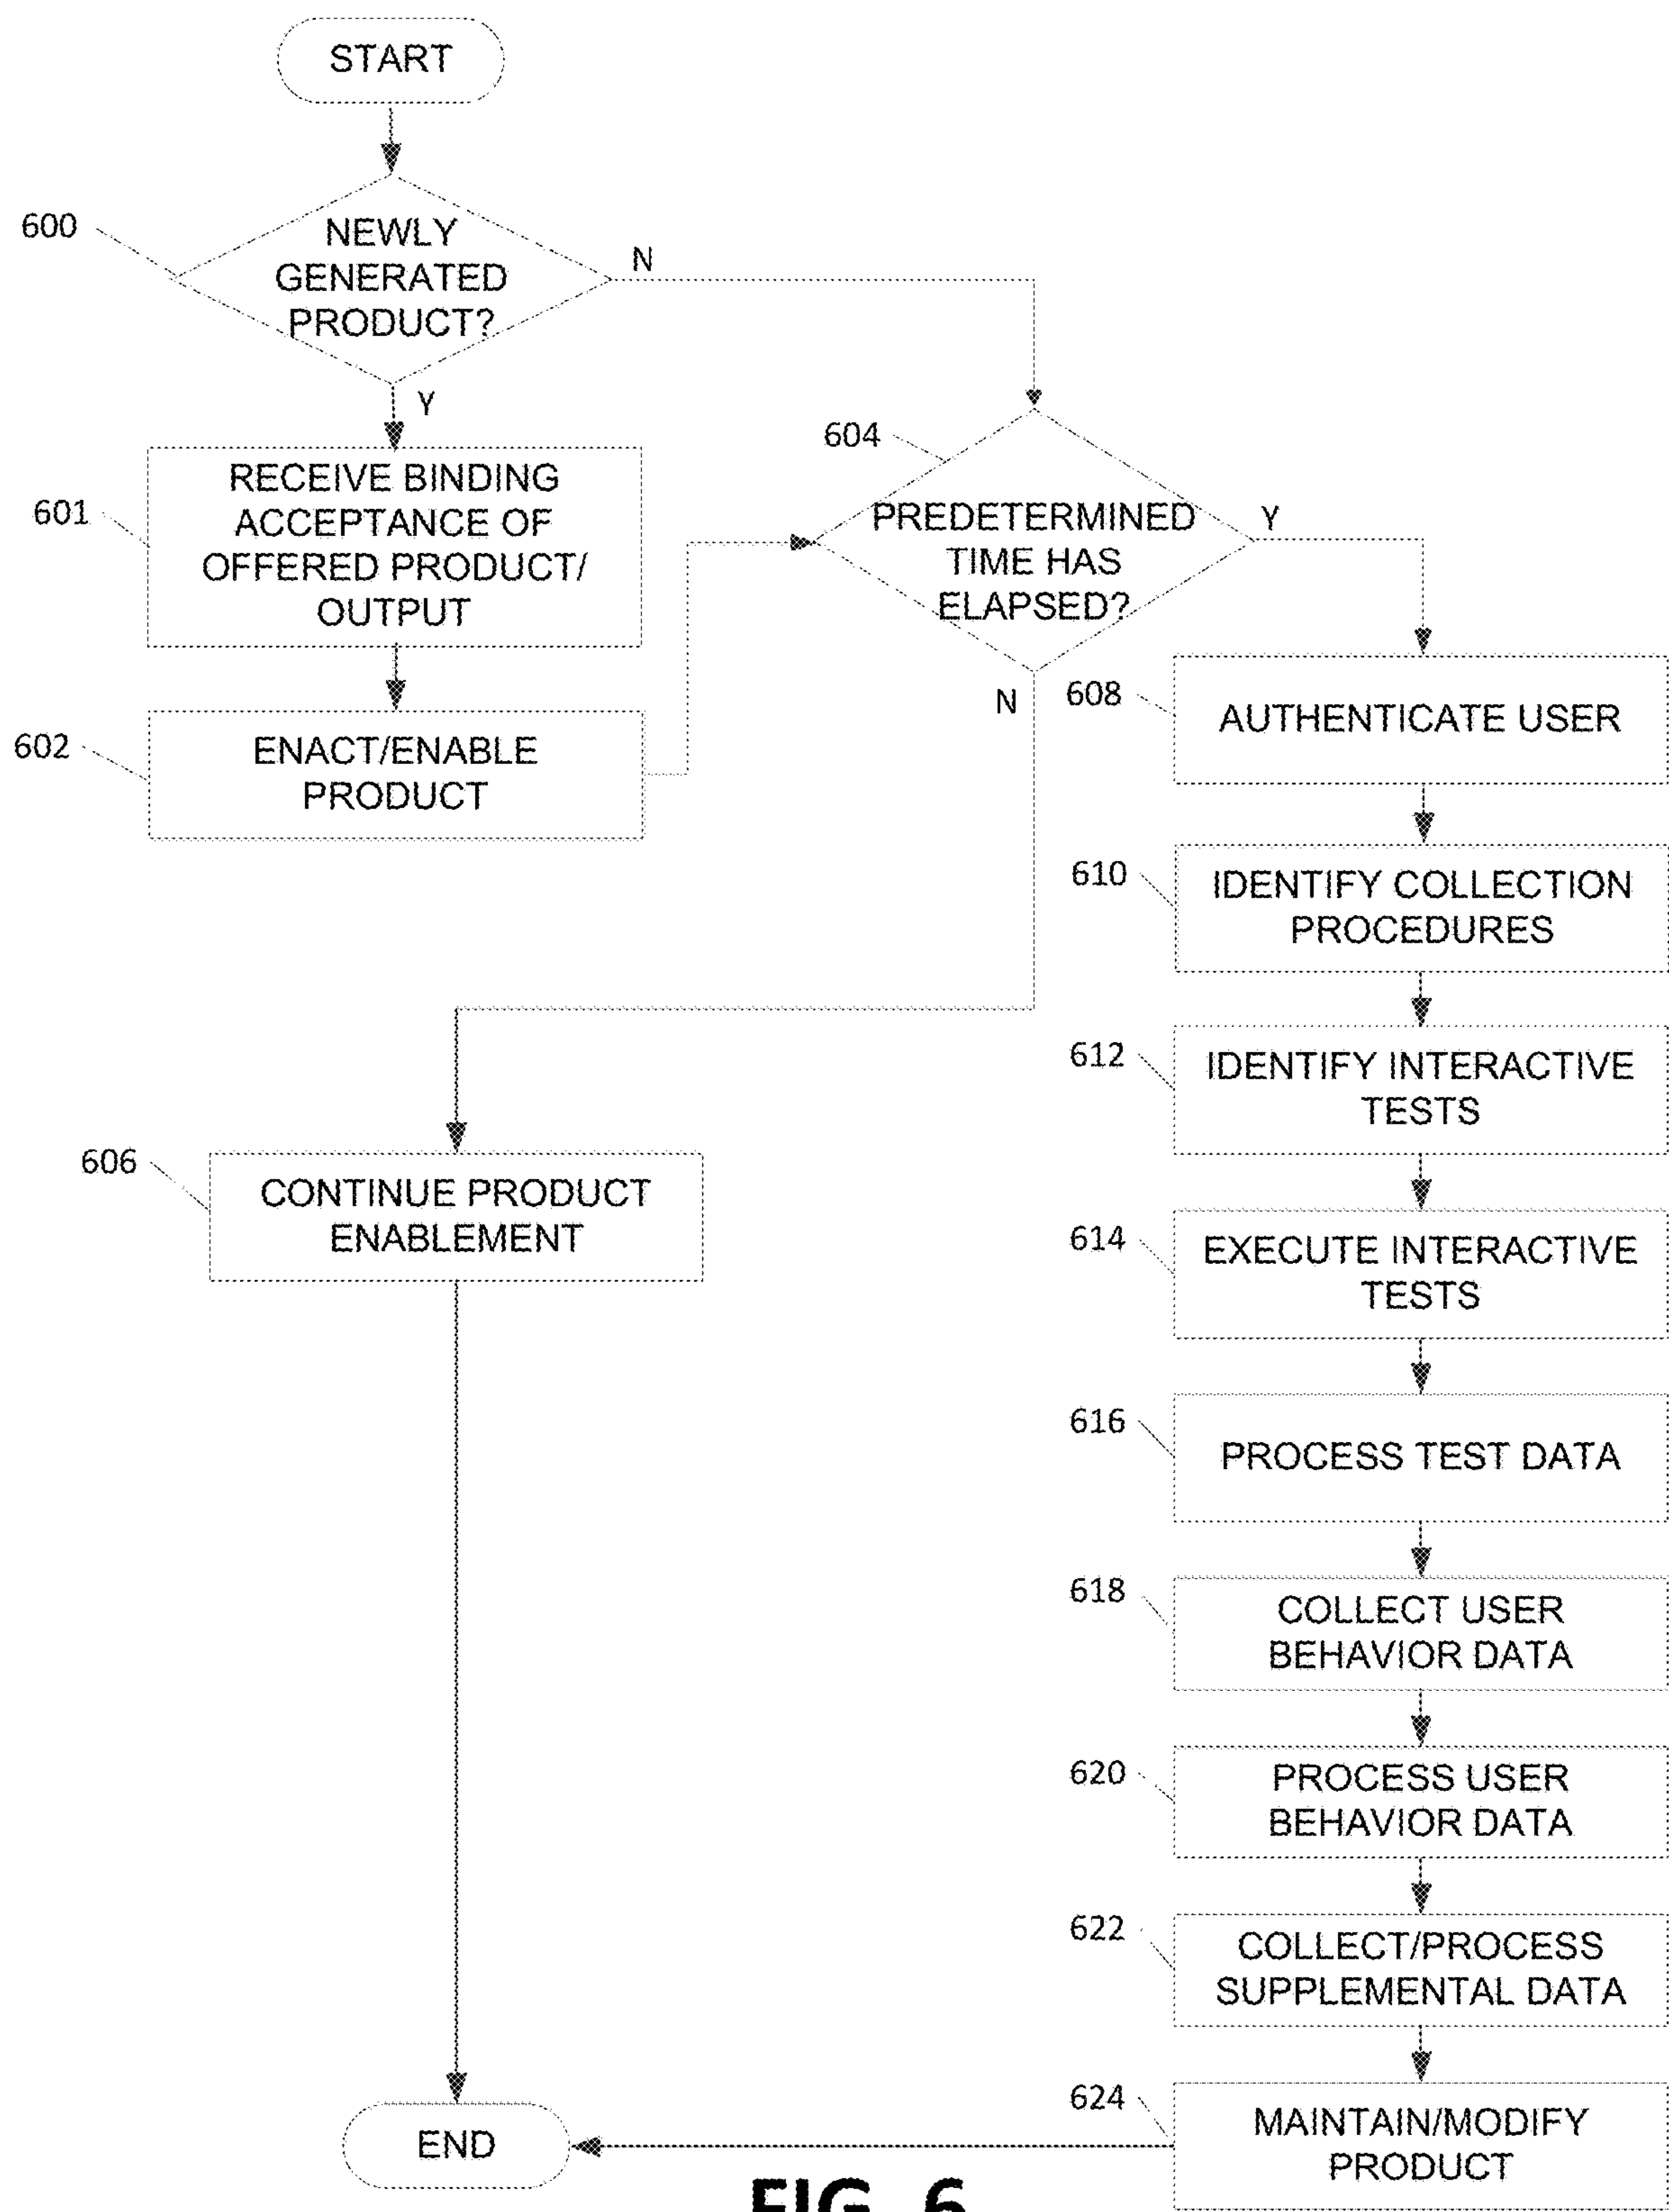 START
600
NEWLY
GENERATED
PRODUCT?
N
Y
601
RECEIVE BINDING
ACCEPTANCE OF
OFFERED PRODUCT/
OUTPUT
602
ENACT/ENABLE
PRODUCT
604
PREDETERMINED
TIME HAS
ELAPSED?
Y
N
606
CONTINUE PRODUCT
ENABLEMENT
608
AUTHENTICATE USER
610
IDENTIFY COLLECTION
PROCEDURES
612
IDENTIFY INTERACTIVE
TESTS
614
EXECUTE INTERACTIVE
TESTS
616
PROCESS TEST DATA
618
COLLECT USER
BEHAVIOR DATA
620
PROCESS USER
BEHAVIOR DATA
622
COLLECT/PROCESS
SUPPLEMENTAL DATA
624
MAINTAIN/MODIFY
PRODUCT
END
FIG. 6